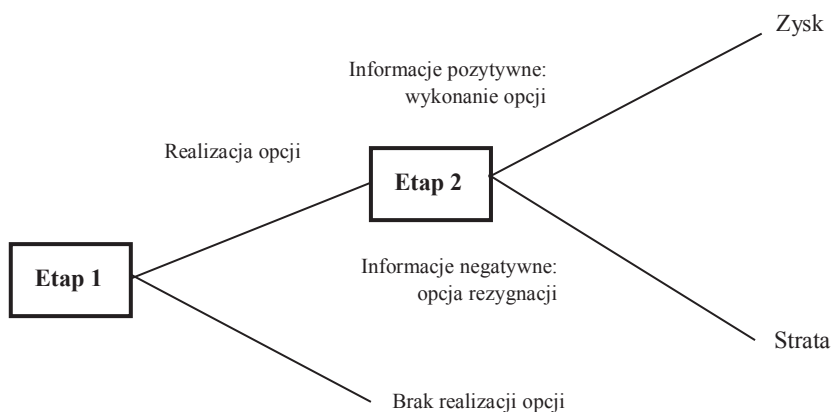 Zysk
Informacje pozytywne:
wykonanie opcji
Realizacja opcji
Etap 2
Etap 1
Informacje negatywne:
opcja rezygnacji
Strata
Brak realizacji opcji